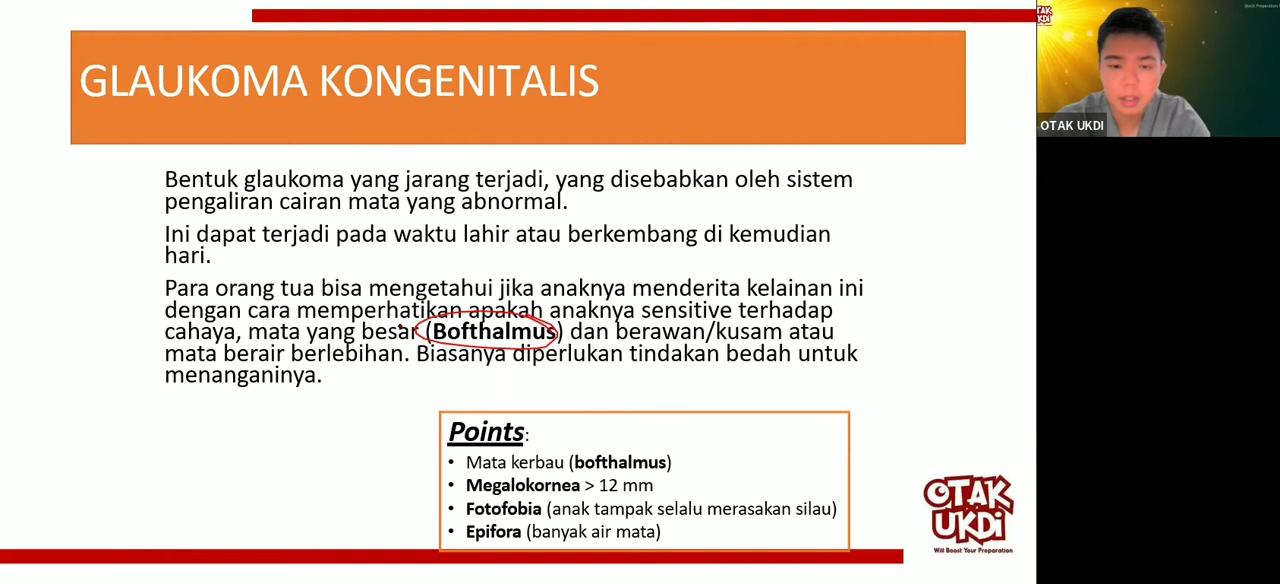 GLAUKOMA KONGENITALIS
Bentuk glaukoma yang jarang terjadi, yang disebabkan oleh sistem
pengaliran cairan mata yang abnormal.
Ini dapat terjadi pada waktu lahir atau berkembang di kemudian
hari.
Para orang tua bisa mengetahui jika anaknya menderita kelainan ini
dengan cara memperhatikan apakah anaknya sensitive terhadap
cahaya, mata yang besar (Bofthalmus) dan berawan/kusam atau
mata berair berlebihan. Biasanya diperlukan tindakan bedah untuk
menanganinya.
Points:
• Mata kerbau (bofthalmus)
• Megalokornea > 12 mm
• Fotofobia (anak tampak selalu merasakan silau)
• Epifora (banyak air mata)
OTAK
UKDI
Will Boost Your Preparation
OTAK
UKDI
OTAK UKDI